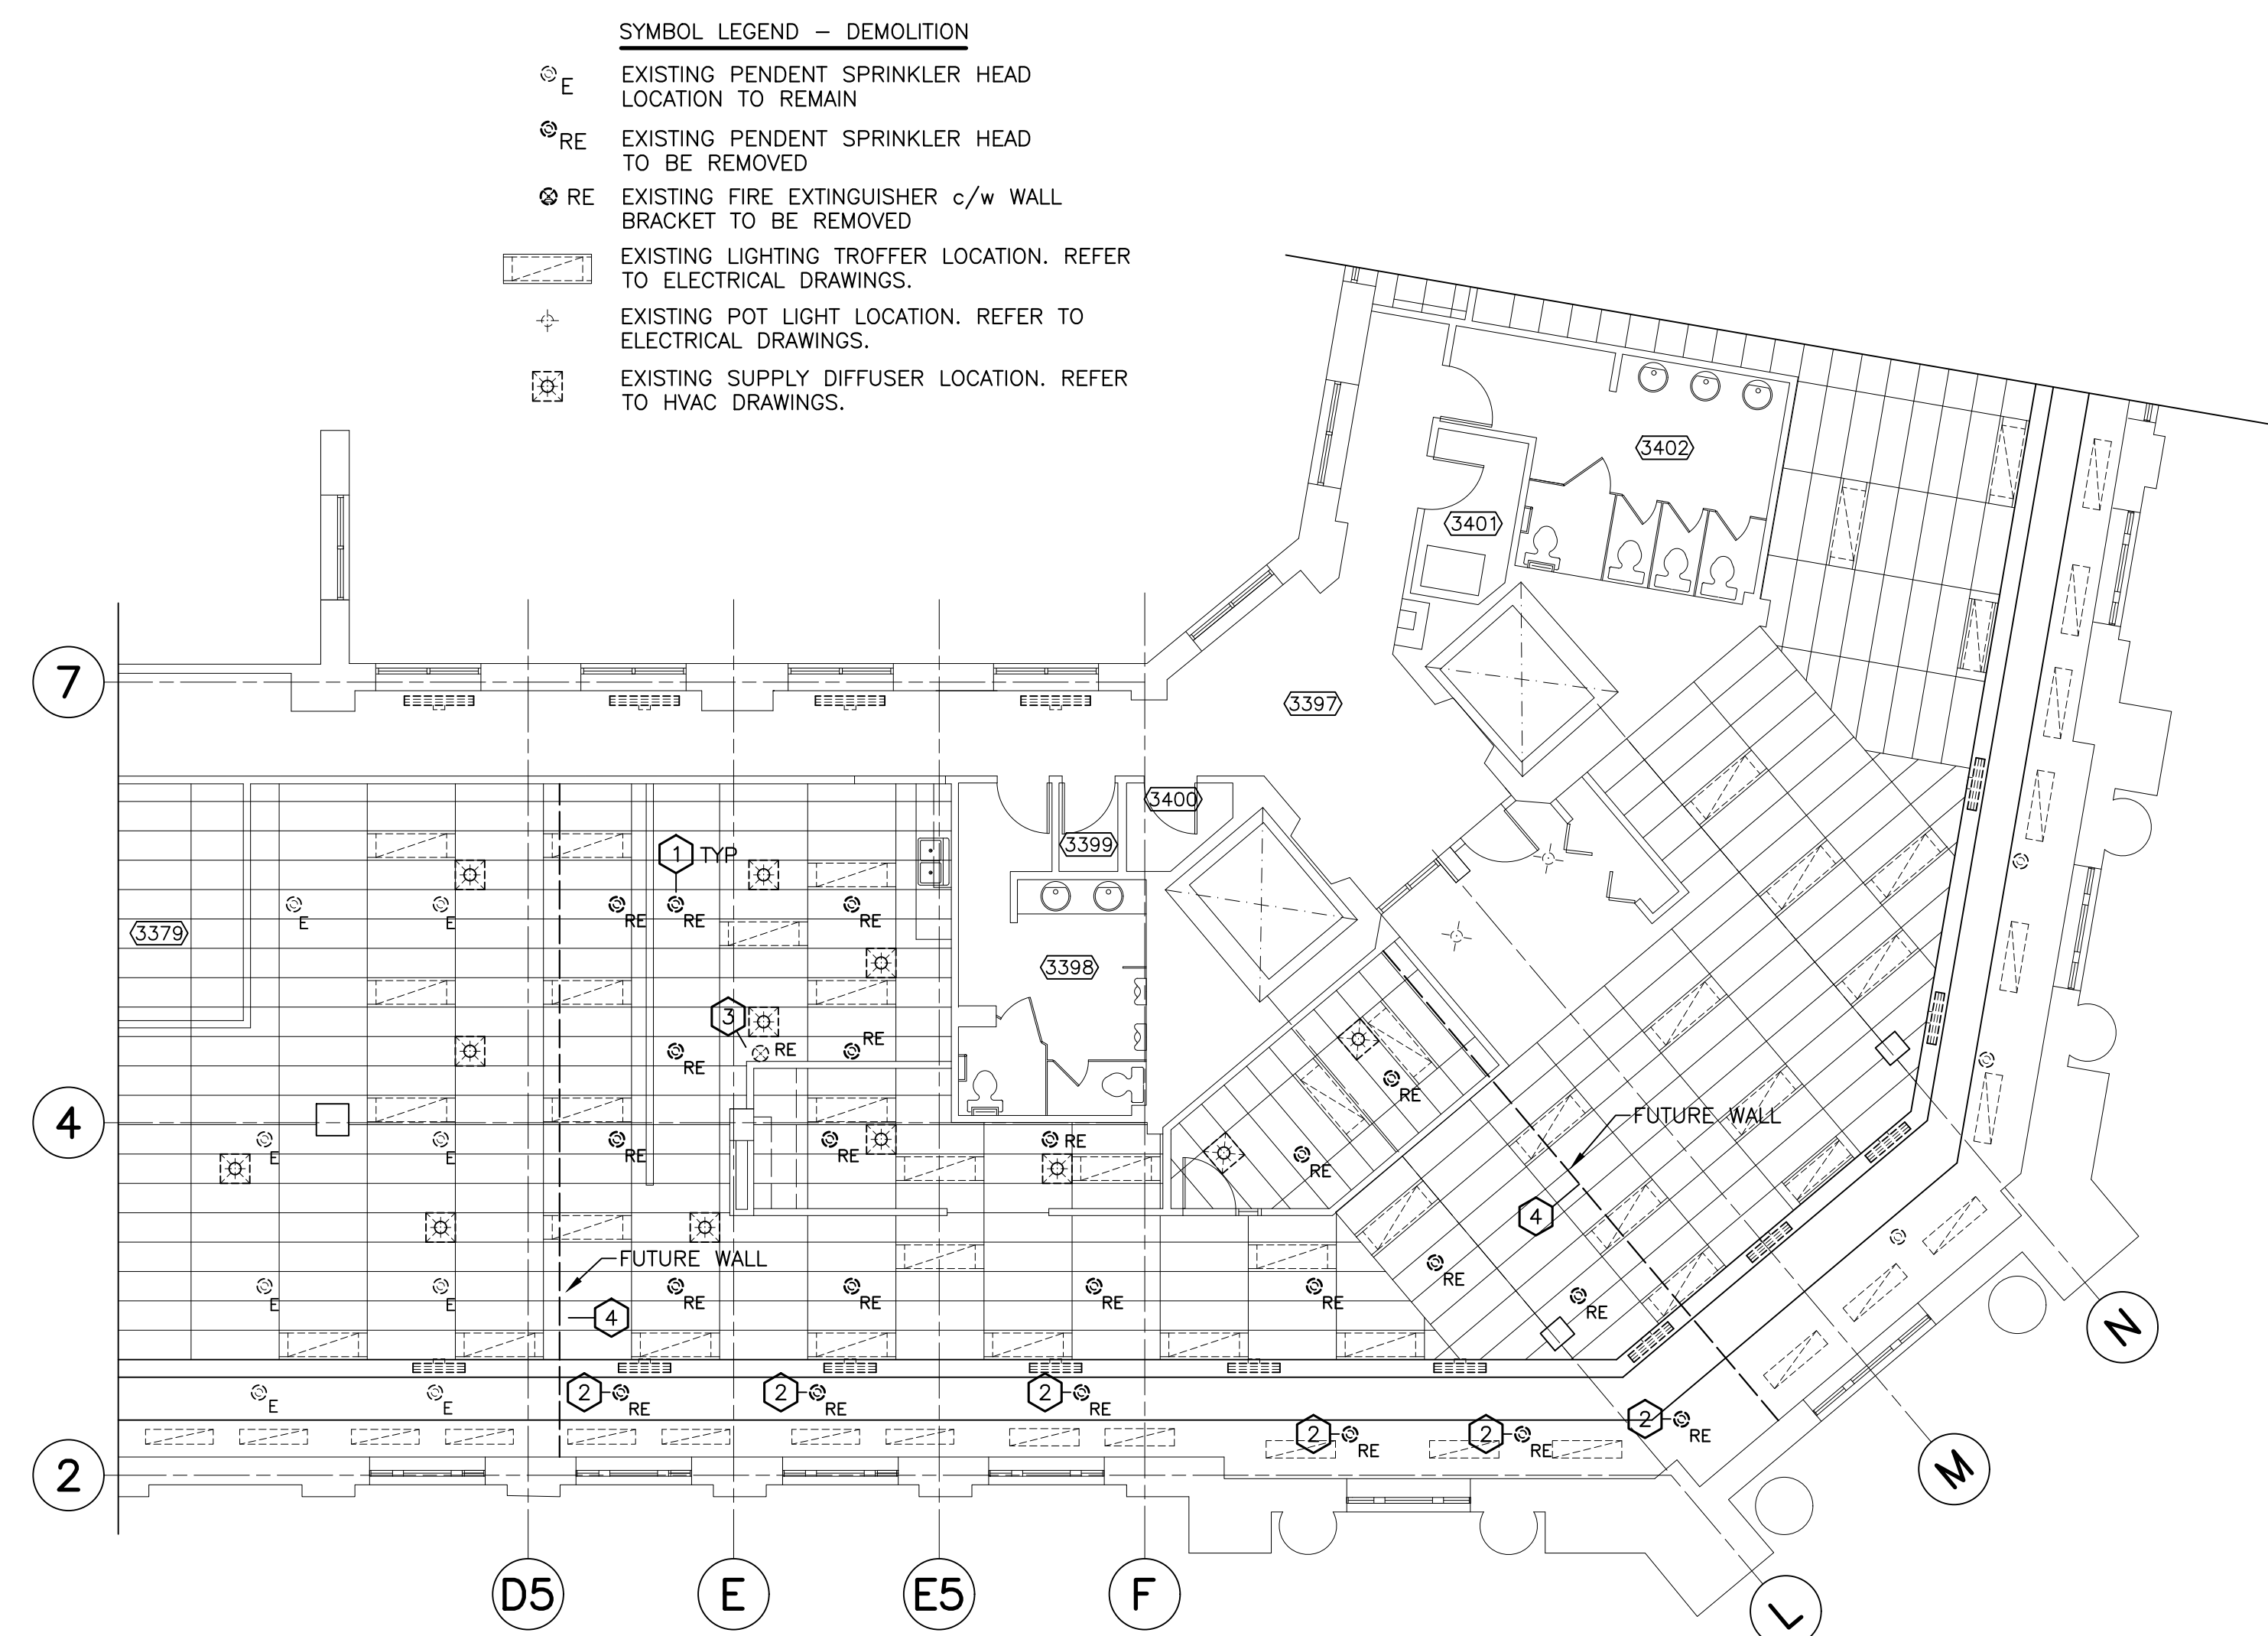 SYMBOL LEGEND – DEMOLITION
E EXISTING PENDENT SPRINKLER HEAD
LOCATION TO REMAIN
RE EXISTING PENDENT SPRINKLER HEAD
TO BE REMOVED
RE EXISTING FIRE EXTINGUISHER c/w WALL
BRACKET TO BE REMOVED
EXISTING LIGHTING TROFFER LOCATION. REFER
TO ELECTRICAL DRAWINGS.
EXISTING POT LIGHT LOCATION. REFER TO
ELECTRICAL DRAWINGS.
EXISTING SUPPLY DIFFUSER LOCATION. REFER
TO HVAC DRAWINGS.
3402
3401
7
3397
3400
3399
1 TYP
E
E
RE
RE
RE
3379
3398
3
RE
RE
RE
RE
4
FUTURE WALL
E
E
RE
RE
RE
RE
4
FUTURE WALL
RE
4
E
E
RE
RE
RE
RE
RE
2
2
2
E
E
RE
RE
RE
2
2
2
RE
RE
RE
N
M
2
D5
E
E5
F
L